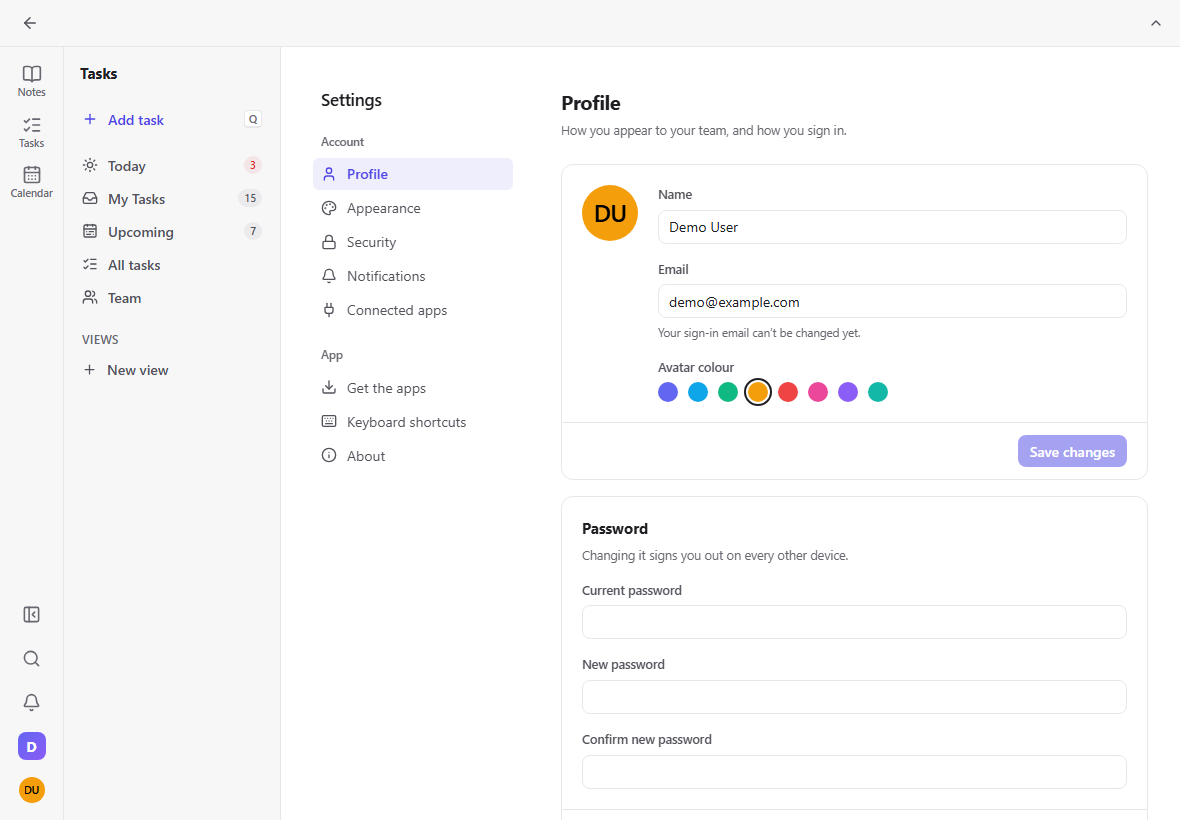 Notes
Tasks
Calendar
D
DU
Tasks
Add task
Q
Today
3
My Tasks
15
Upcoming
7
All tasks
Team
VIEWS
New view
Settings
Account
Profile
Appearance
Security
Notifications
Connected apps
App
Get the apps
Keyboard shortcuts
About
Profile
How you appear to your team, and how you sign in.
DU
Name
Demo User
Email
demo@example.com
Your sign-in email can't be changed yet.
Avatar colour
Save changes
Password
Changing it signs you out on every other device.
Current password
New password
Confirm new password